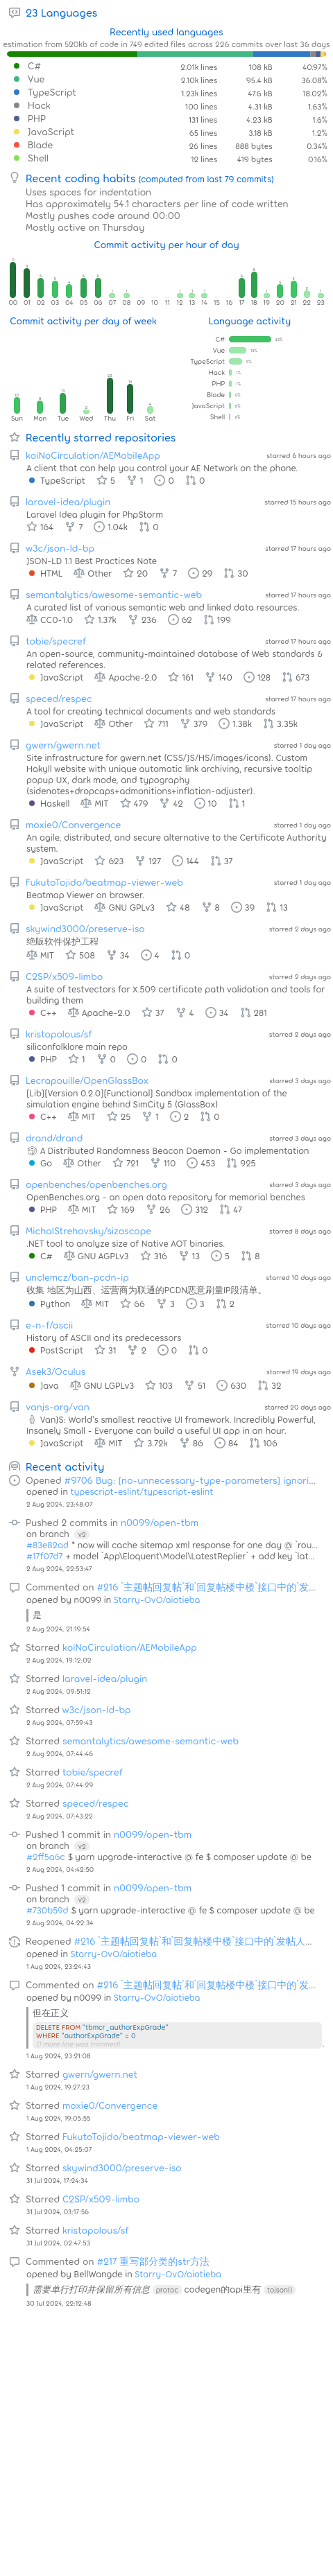 23 Languages
Recently used languages
estimation from 520kb of code in 749 edited files across 226 commits over last 36 days
C# 2.01k lines 108 kB 40.97%
Vue 2.10k lines 95.4 kB 36.08%
TypeScript 1.23k lines 47.6 kB 18.02%
Hack 100 lines 4.31 kB 1.63%
PHP 131 lines 4.23 kB 1.6%
JavaScript 65 lines 3.18 kB 1.2%
Blade 26 lines 888 bytes 0.34%
Shell 12 lines 419 bytes 0.16%
Recent coding habits (computed from last 79 commits)
Uses spaces for indentation
Has approximately 54.1 characters per line of code written
Mostly pushes code around 00:00
Mostly active on Thursday
Commit activity per hour of day
00 01 02 03 04 05 06 07 08 09 10 11 12 13 14 15 16 17 18 19 20 21 22 23
Commit activity per day of week
Language activity
C#
Vue
TypeScript
Hack
PHP
Blade
JavaScript
Shell
Sun Mon Tue Wed Thu Fri Sat
Recently starred repositories
koiNoCirculation/AEMobileApp starred 6 hours ago
A client that can help you control your AE Network on the phone.
TypeScript 5 1 0 0
laravel-idea/plugin starred 15 hours ago
Laravel Idea plugin for PhpStorm
164 7 1.04k 0
w3c/json-ld-bp starred 17 hours ago
JSON-LD 1.1 Best Practices Note
HTML Other 20 7 29 30
semantalytics/awesome-semantic-web starred 17 hours ago
A curated list of various semantic web and linked data resources.
CC0-1.0 1.37k 236 62 199
tobie/specref starred 17 hours ago
An open-source, community-maintained database of Web standards &
related references.
JavaScript Apache-2.0 161 140 128 673
speced/respec starred 17 hours ago
A tool for creating technical documents and web standards
JavaScript Other 711 379 1.38k 3.35k
gwern/gwern.net starred 1 day ago
Site infrastructure for gwern.net (CSS/JS/HS/images/icons). Custom
Hakyll website with unique automatic link archiving, recursive tooltip
popup UX, dark mode, and typography
(sidenotes+dropcaps+admonitions+inflation-adjuster).
Haskell MIT 479 42 10 1
moxie0/Convergence starred 1 day ago
An agile, distributed, and secure alternative to the Certificate Authority
system.
JavaScript 623 127 144 37
FukutoTojido/beatmap-viewer-web starred 1 day ago
Beatmap Viewer on browser.
JavaScript GNU GPLv3 48 8 39 13
skywind3000/preserve-iso starred 2 days ago
绝版软件保护工程
MIT 508 34 4 0
C2SP/x509-limbo starred 2 days ago
A suite of testvectors for X.509 certificate path validation and tools for
building them
C++ Apache-2.0 37 4 34 281
kristopolous/sf starred 2 days ago
siliconfolklore main repo
PHP 1 0 0 0
Lecrapouille/OpenGlassBox starred 3 days ago
[Lib][Version 0.2.0][Functional] Sandbox implementation of the
simulation engine behind SimCity 5 (GlassBox)
C++ MIT 25 1 2 0
drand/drand starred 3 days ago
🎲 A Distributed Randomness Beacon Daemon - Go implementation
Go Other 721 110 453 925
openbenches/openbenches.org starred 3 days ago
OpenBenches.org - an open data repository for memorial benches
PHP MIT 169 26 312 47
MichalStrehovsky/sizoscope starred 8 days ago
.NET tool to analyze size of Native AOT binaries.
C# GNU AGPLv3 316 13 5 8
unclemcz/ban-pcdn-ip starred 10 days ago
收集 地区为山西、运营商为联通的PCDN恶意刷量IP段清单。
Python MIT 66 3 3 2
e-n-f/ascii starred 10 days ago
History of ASCII and its predecessors
PostScript 31 2 0 0
Asek3/Oculus starred 19 days ago
Java GNU LGPLv3 103 51 630 32
vanjs-org/van starred 20 days ago
VanJS: World's smallest reactive UI framework. Incredibly Powerful,
Insanely Small - Everyone can build a useful UI app in an hour.
JavaScript MIT 3.72k 86 84 106
Recent activity
Opened #9706 Bug: [no-unnecessary-type-parameters] ignori...
opened in typescript-eslint/typescript-eslint
2 Aug 2024, 23:48:07
Pushed 2 commits in n0099/open-tbm
on branch v2
#83e82ad * now will cache sitemap xml response for one day @ `rou...
#17f07d7 + model `App\Eloquent\Model\LatestReplier` + add key `lat...
2 Aug 2024, 22:53:47
Commented on #216 `主题帖回复帖`和`回复帖楼中楼`接口中的`发...
opened by n0099 in Starry-OvO/aiotieba
是
2 Aug 2024, 21:19:54
Starred koiNoCirculation/AEMobileApp
2 Aug 2024, 19:12:02
Starred laravel-idea/plugin
2 Aug 2024, 09:51:12
Starred w3c/json-ld-bp
2 Aug 2024, 07:59:43
Starred semantalytics/awesome-semantic-web
2 Aug 2024, 07:44:46
Starred tobie/specref
2 Aug 2024, 07:44:29
Starred speced/respec
2 Aug 2024, 07:43:22
Pushed 1 commit in n0099/open-tbm
on branch v2
#2ff5a6c $ yarn upgrade-interactive @ fe $ composer update @ be
2 Aug 2024, 04:42:50
Pushed 1 commit in n0099/open-tbm
on branch v2
#730b59d $ yarn upgrade-interactive @ fe $ composer update @ be
2 Aug 2024, 04:22:34
Reopened #216 `主题帖回复帖`和`回复帖楼中楼`接口中的`发帖人...
opened in Starry-OvO/aiotieba
1 Aug 2024, 23:24:43
Commented on #216 `主题帖回复帖`和`回复帖楼中楼`接口中的`发...
opened by n0099 in Starry-OvO/aiotieba
但在正义
DELETE FROM "tbmcr_authorExpGrade"
WHERE "authorExpGrade" = 0
(1 more line was trimmed)
1 Aug 2024, 23:21:08
Starred gwern/gwern.net
1 Aug 2024, 19:27:23
Starred moxie0/Convergence
1 Aug 2024, 19:05:55
Starred FukutoTojido/beatmap-viewer-web
1 Aug 2024, 04:25:07
Starred skywind3000/preserve-iso
31 Jul 2024, 17:24:34
Starred C2SP/x509-limbo
31 Jul 2024, 03:17:56
Starred kristopolous/sf
31 Jul 2024, 02:47:53
Commented on #217 重写部分类的str方法
opened by BellWangde in Starry-OvO/aiotieba
需要单行打印并保留所有信息 protoc codegen的api里有 tojson()
30 Jul 2024, 22:12:48